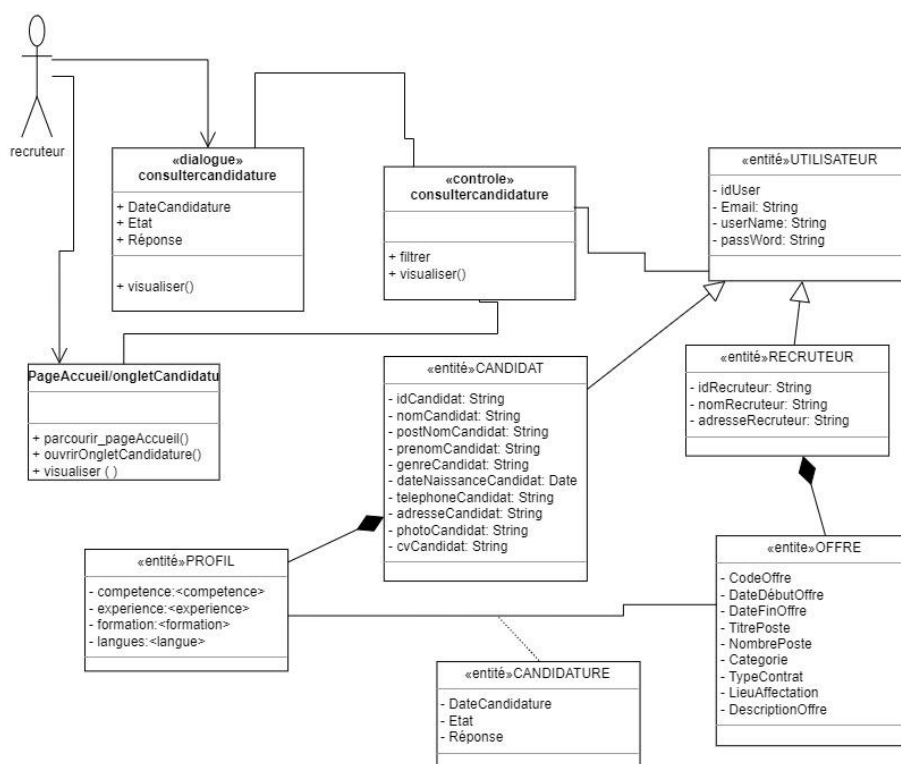 recruteur
«dialogue»
consultercandidature
+ DateCandidature
+ Etat
+ Réponse
+ visualiser()
«controle»
consultercandidature
+ filtrer
+ visualiser()
«entité»UTILISATEUR
- idUser
- Email: String
- userName: String
- passWord: String
PageAccueil/ongletCandidatu
+ parcourir_pageAccueil()
+ ouvrirOngletCandidature()
+ visualiser ( )
«entité»CANDIDAT
- idCandidat: String
- nomCandidat: String
- postNomCandidat: String
- prenomCandidat: String
- genreCandidat: String
- dateNaissanceCandidat: Date
- telephoneCandidat: String
- adresseCandidat: String
- photoCandidat: String
- cvCandidat: String
«entité»RECRUTEUR
- idRecruteur: String
- nomRecruteur: String
- adresseRecruteur: String
«entité»PROFIL
- competence:<competence>
- experience:<experience>
- formation:<formation>
- langues:<langue>
«entité»OFFRE
- CodeOffre
- DateDébutOffre
- DateFinOffre
- TitrePoste
- NombrePoste
- Categorie
- TypeContrat
- LieuAffectation
- DescriptionOffre
«entité»CANDIDATURE
- DateCandidature
- Etat
- Réponse